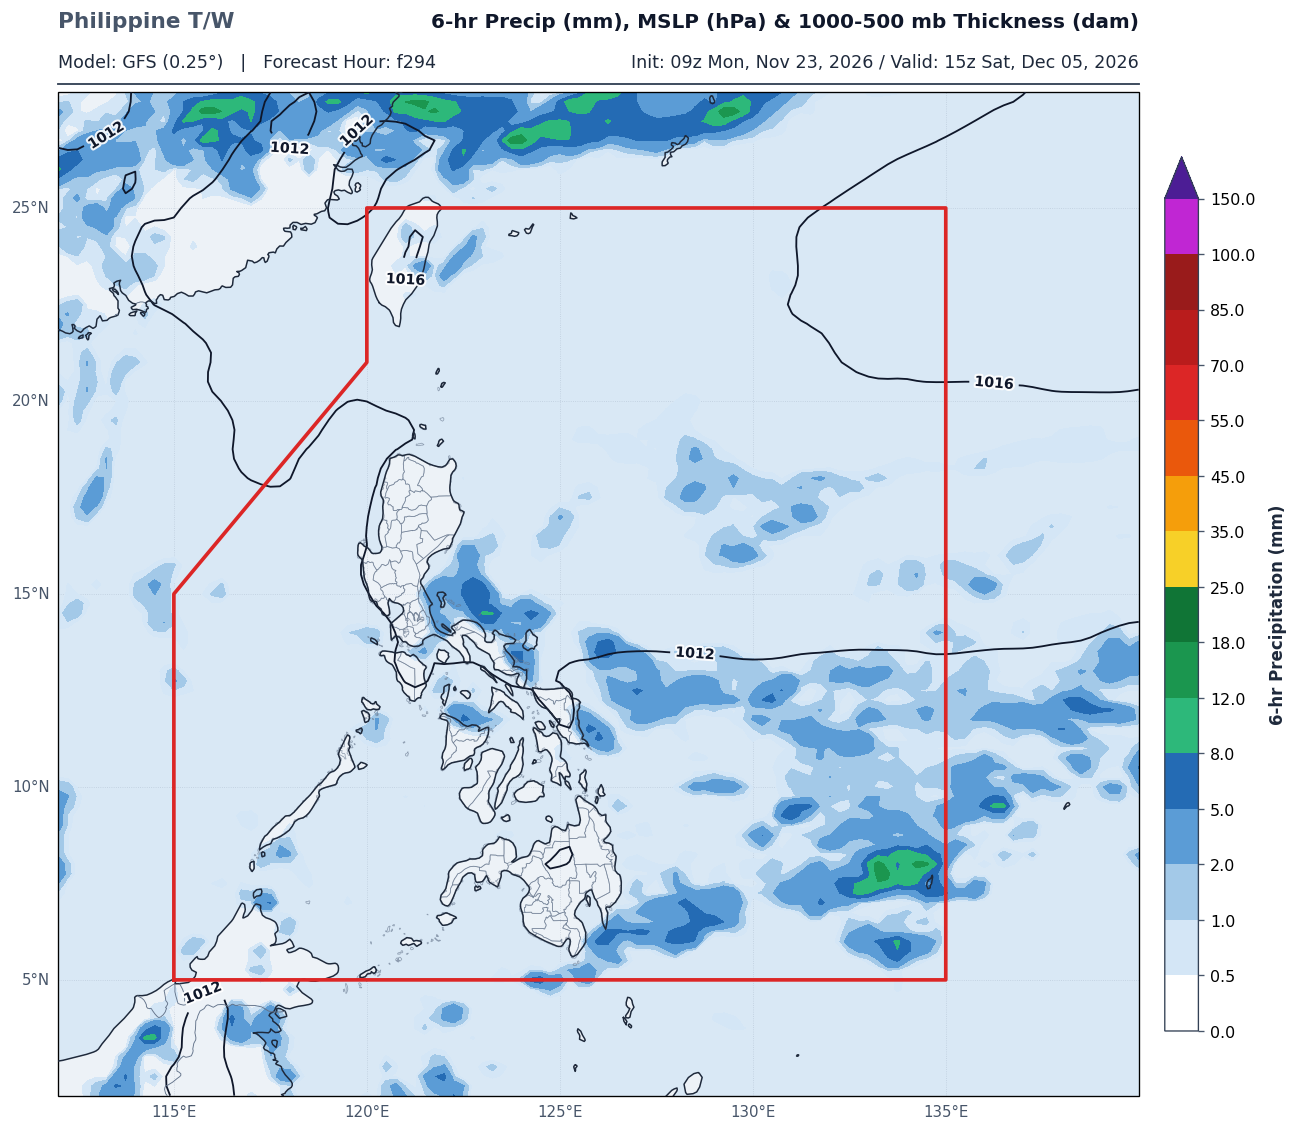 Philippine T/W
6-hr Precip (mm), MSLP (hPa) & 1000-500 mb Thickness (dam)
Model: GFS (0.25°) | Forecast Hour: f294
Init: 09z Mon, Nov 23, 2026 / Valid: 15z Sat, Dec 05, 2026
1012
1012
1012
1016
1016
1012
1012
25°N
20°N
15°N
10°N
5°N
115°E
120°E
125°E
130°E
135°E
150.0
100.0
85.0
70.0
55.0
45.0
35.0
25.0
18.0
12.0
8.0
5.0
2.0
1.0
0.5
0.0
6-hr Precipitation (mm)